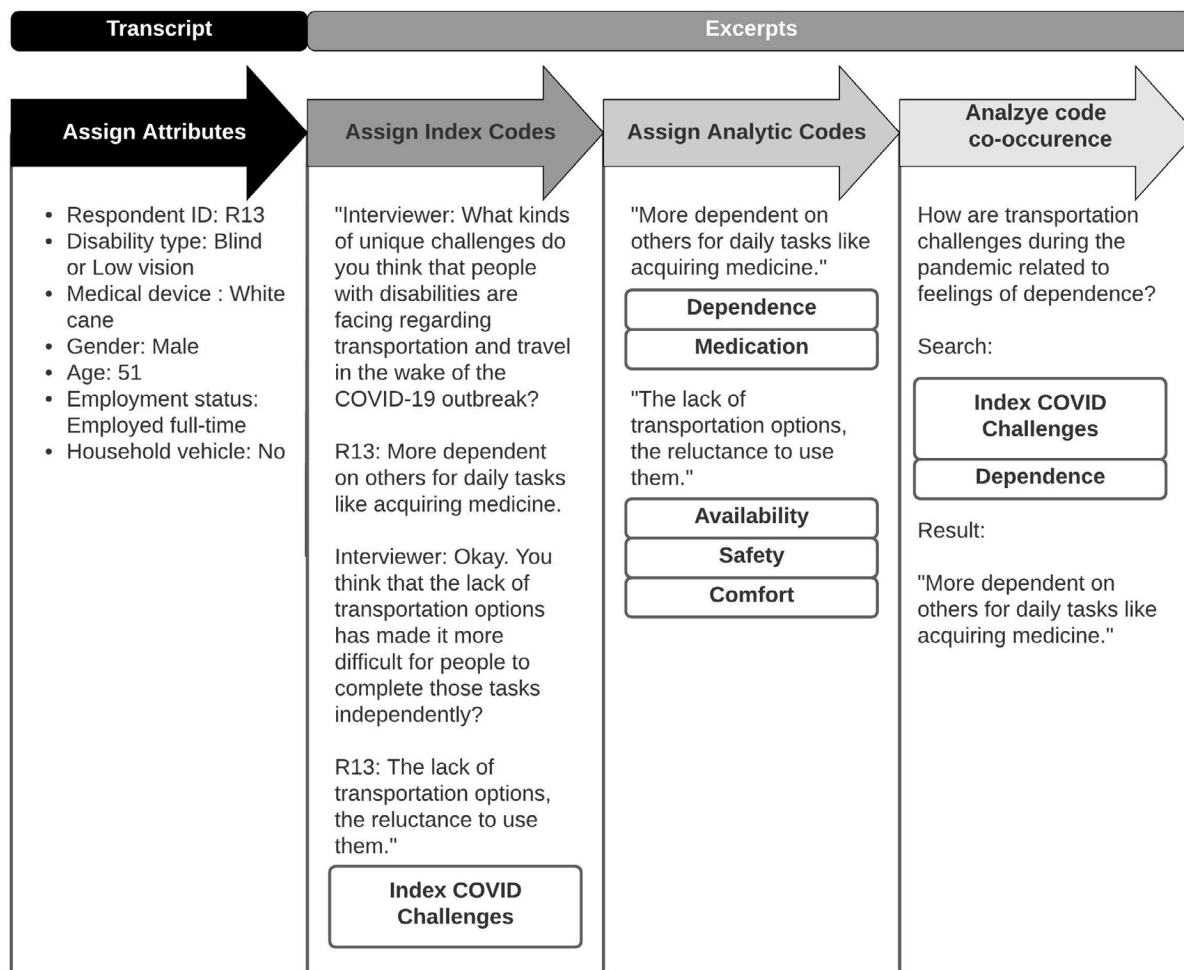 Transcript
Excerpts
Assign Attributes
• Respondent ID: R13
• Disability type: Blind
or Low vision
• Medical device : White
cane
• Gender: Male
• Age: 51
• Employment status:
Employed full-time
• Household vehicle: No
Assign Index Codes
"Interviewer: What kinds
of unique challenges do
you think that people
with disabilities are
facing regarding
transportation and travel
in the wake of the
COVID-19 outbreak?
R13: More dependent
on others for daily tasks
like acquiring medicine.
Interviewer: Okay. You
think that the lack of
transportation options
has made it more
difficult for people to
complete those tasks
independently?
R13: The lack of
transportation options,
the reluctance to use
them."
Index COVID
Challenges
Assign Analytic Codes
"More dependent on
others for daily tasks like
acquiring medicine."
Dependence
Medication
"The lack of
transportation options,
the reluctance to use
them."
Availability
Safety
Comfort
Analzye code
co-occurence
How are transportation
challenges during the
pandemic related to
feelings of dependence?
Search:
Index COVID
Challenges
Dependence
Result:
"More dependent on
others for daily tasks like
acquiring medicine."